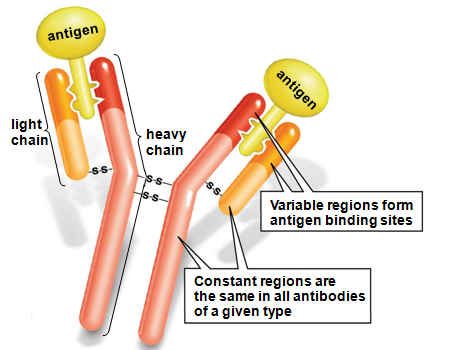 antigen
antigen
light
chain
heavy
chain
s-s
s-s
s-s
s-s
Variable regions form
antigen binding sites
Constant regions are
the same in all antibodies
of a given type